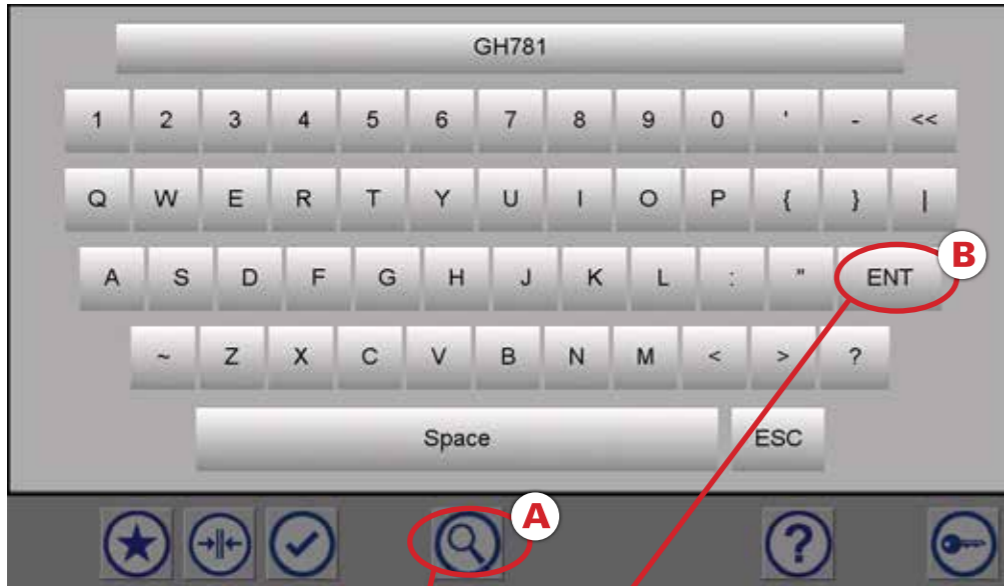 GH781
1 2 3 4 5 6 7 8 9 0 ' - <<
Q W E R T Y U I O P { } |
A S D F G H J K L : " ENT B
~ Z X C V B N M < > ?
Space ESC
A
?